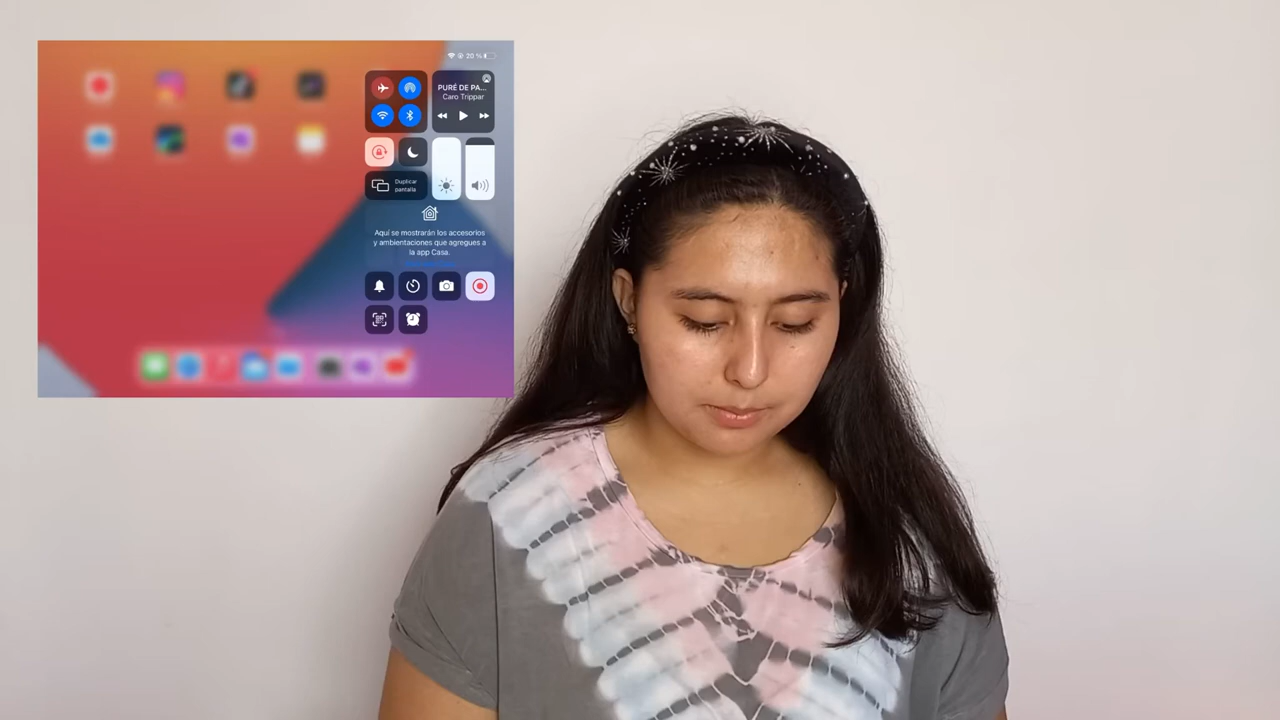 20 %
PURÉ DE PA...
Caro Trippar
Duplicar
pantalla
Aquí se mostrarán los accesorios
y ambientaciones que agregues a
la app Casa.